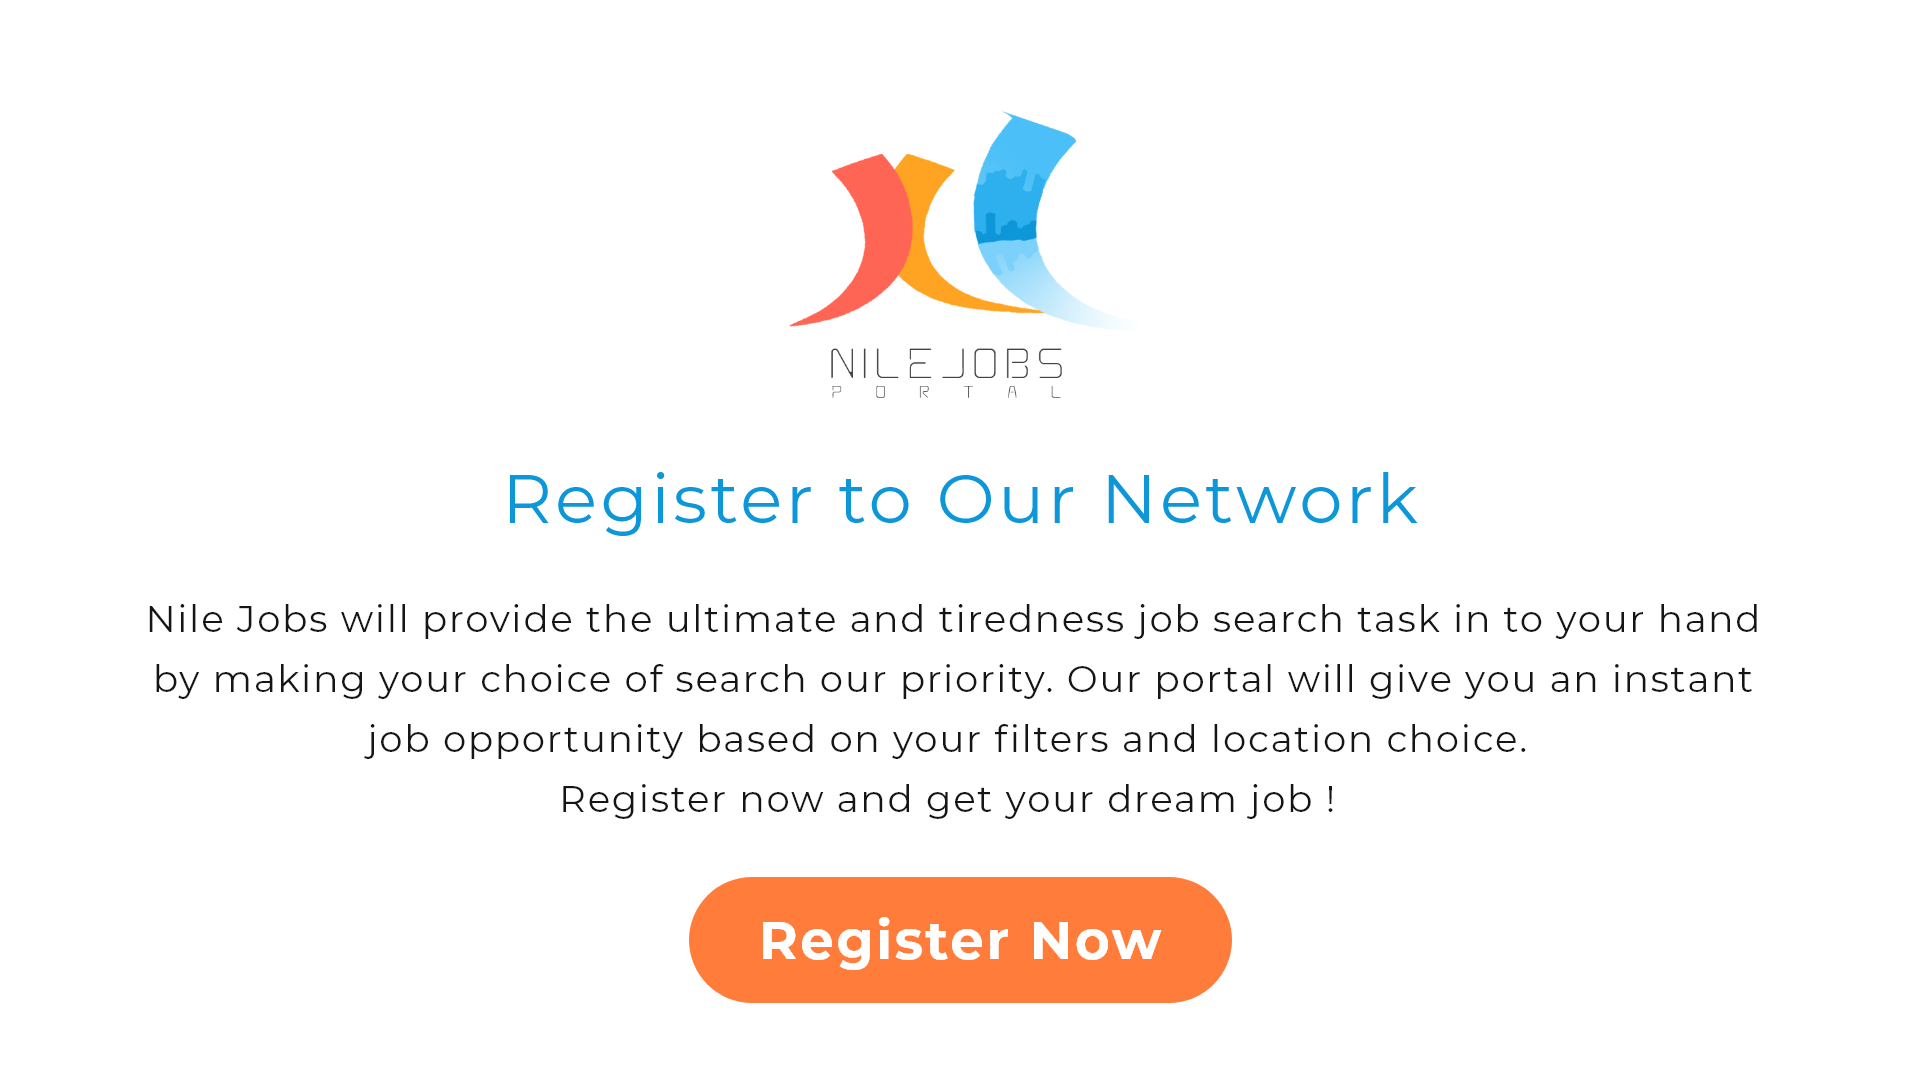 NILE JOBS
PORTAL
Register to Our Network
Nile Jobs will provide the ultimate and tiredness job search task in to your hand
by making your choice of search our priority. Our portal will give you an instant
job opportunity based on your filters and location choice.
Register now and get your dream job !
Register Now